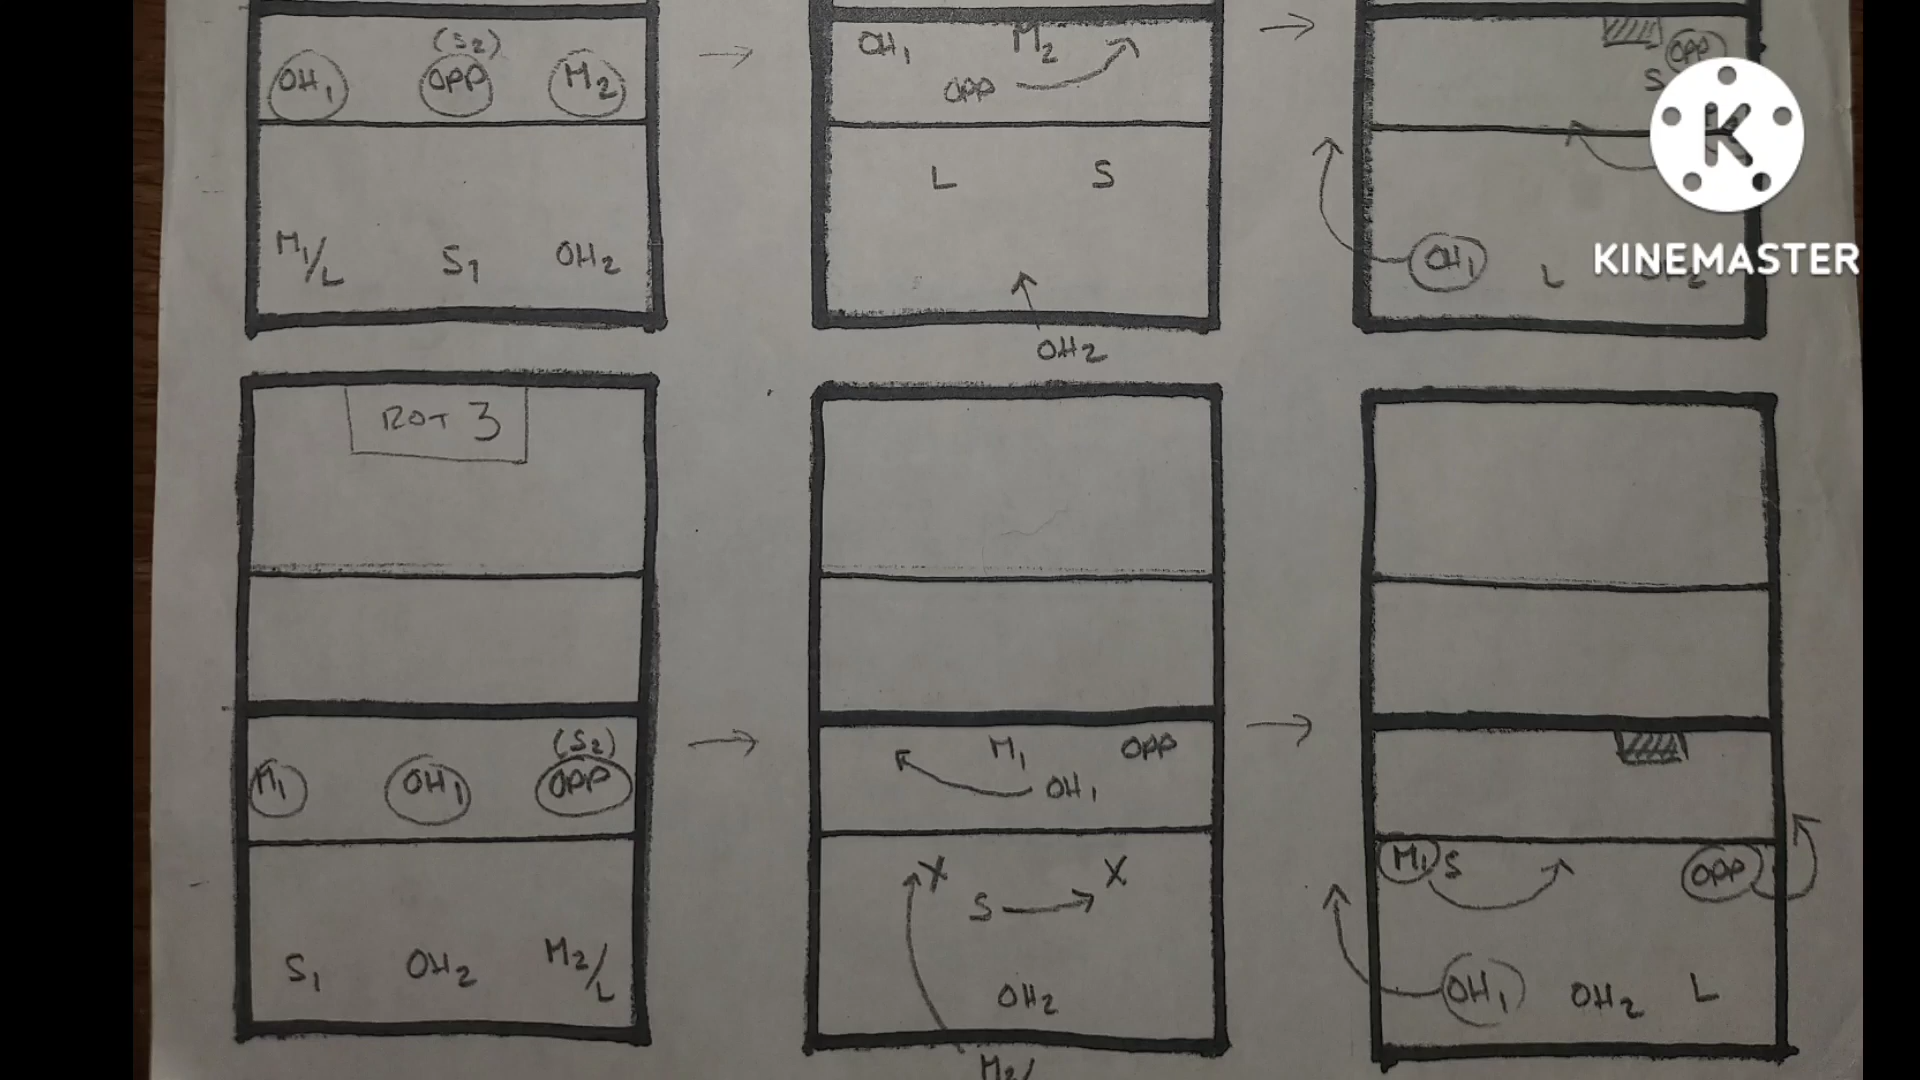 (S2)
OH1 OPP M2
M1/L S1 OH2
OH1 M2
OPP
L S
OH2
OPP
S
OH1 L
KINEMASTER
ROT 3
(S2)
M1 OH1 OPP
S1 OH2 M2/L
M1 OPP
OH1
X X
S
OH2
M2/
M1 S OPP
OH1 OH2 L